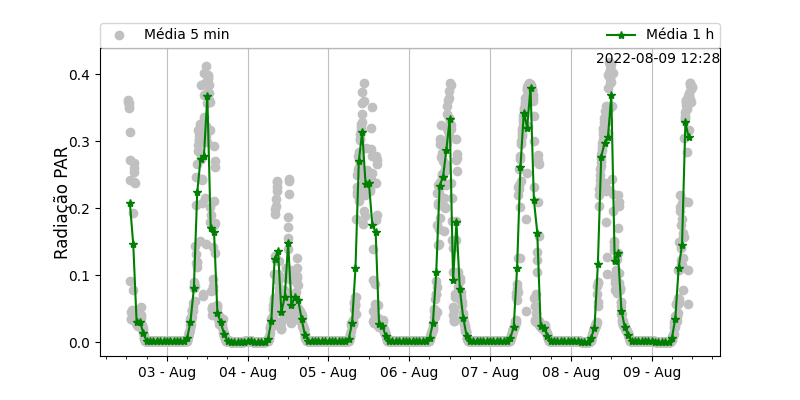 Média 5 min
Média 1 h
2022-08-09 12:28
Radiação PAR
0.4
0.3
0.2
0.1
0.0
03 - Aug
04 - Aug
05 - Aug
06 - Aug
07 - Aug
08 - Aug
09 - Aug